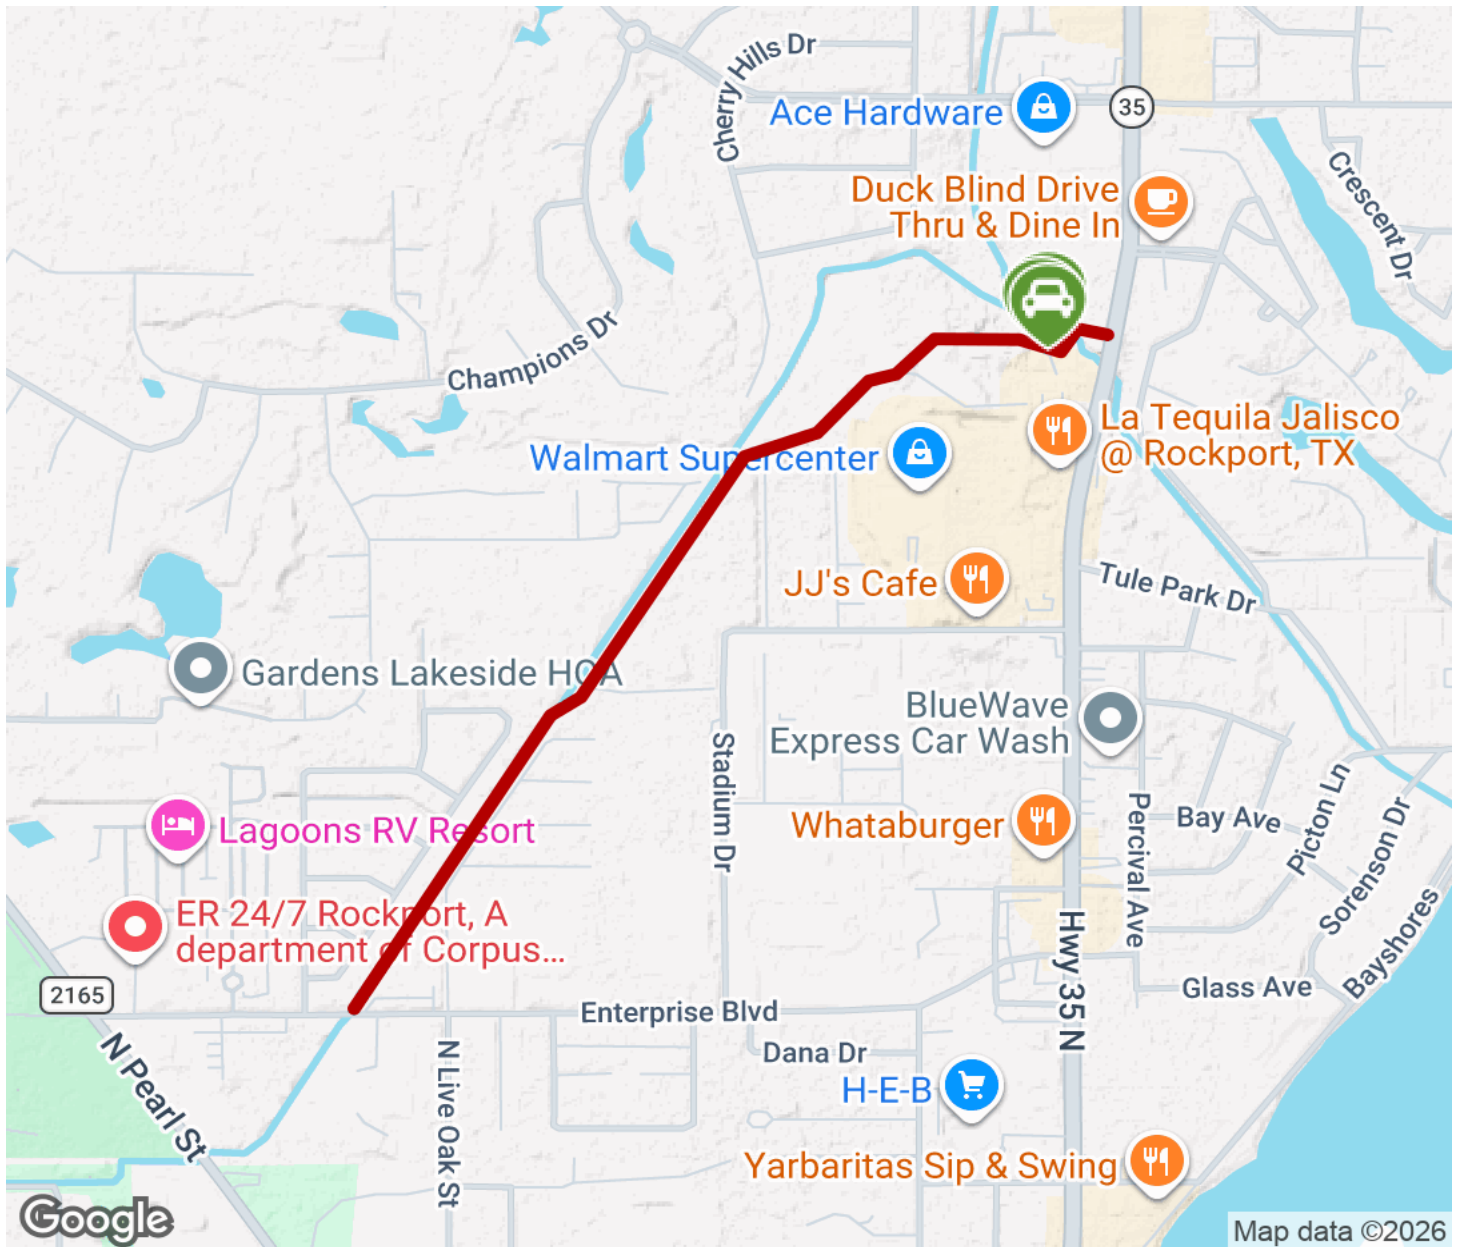 Cherry Hills Dr
Ace Hardware
35
Duck Blind Drive
Thru & Dine In
Crescent Dr
Champions Dr
La Tequila Jalisco
@ Rockport, TX
Walmart Supercenter
JJ's Cafe
Tule Park Dr
Gardens Lakeside HOA
BlueWave
Express Car Wash
Stadium Dr
Picton Ln
Lagoons RV Resort
Whataburger
Percival Ave
Bay Ave
Sorenson Dr
ER 24/7 Rockport, A
department of Corpus...
Hwy 35 N
Bayshores
2165
Glass Ave
Enterprise Blvd
N Pearl St
N Live Oak St
Dana Dr
H-E-B
Yarbaritas Sip & Swing
Google
Map data ©2026